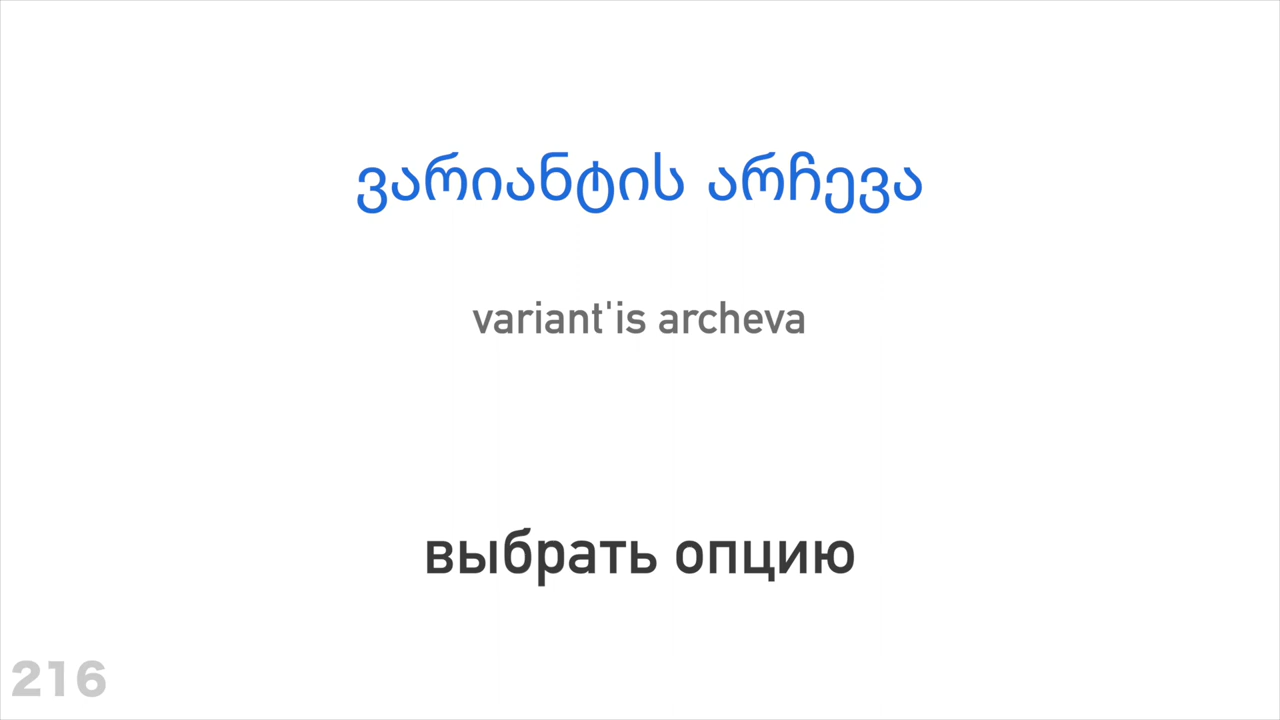 ვარიანტის არჩევა
variant'is archeva
выбрать опцию
216